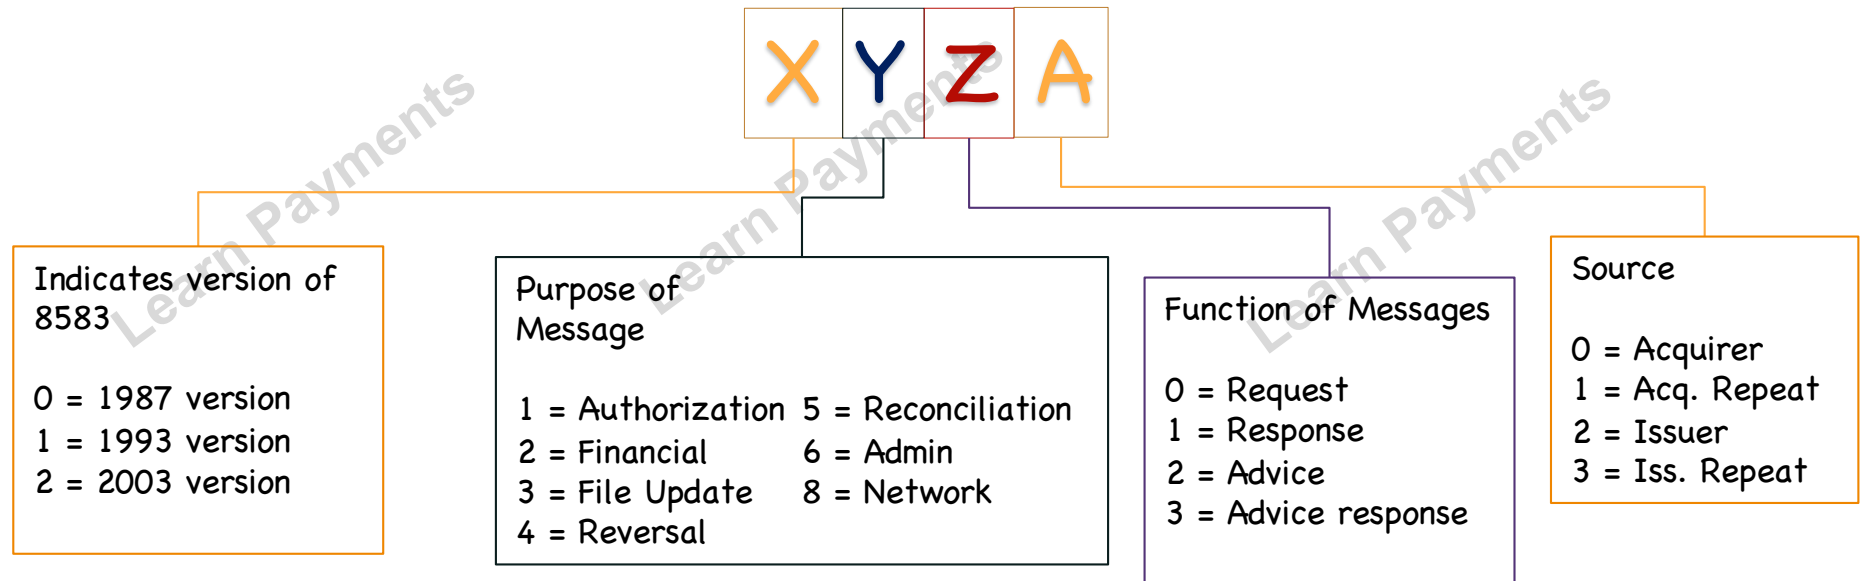 X Y Z A
Learn Payments
Learn Payments
Learn Payments
Indicates version of
8583
0 = 1987 version
1 = 1993 version
2 = 2003 version
Purpose of
Message
1 = Authorization 5 = Reconciliation
2 = Financial 6 = Admin
3 = File Update 8 = Network
4 = Reversal
Function of Messages
0 = Request
1 = Response
2 = Advice
3 = Advice response
Source
0 = Acquirer
1 = Acq. Repeat
2 = Issuer
3 = Iss. Repeat